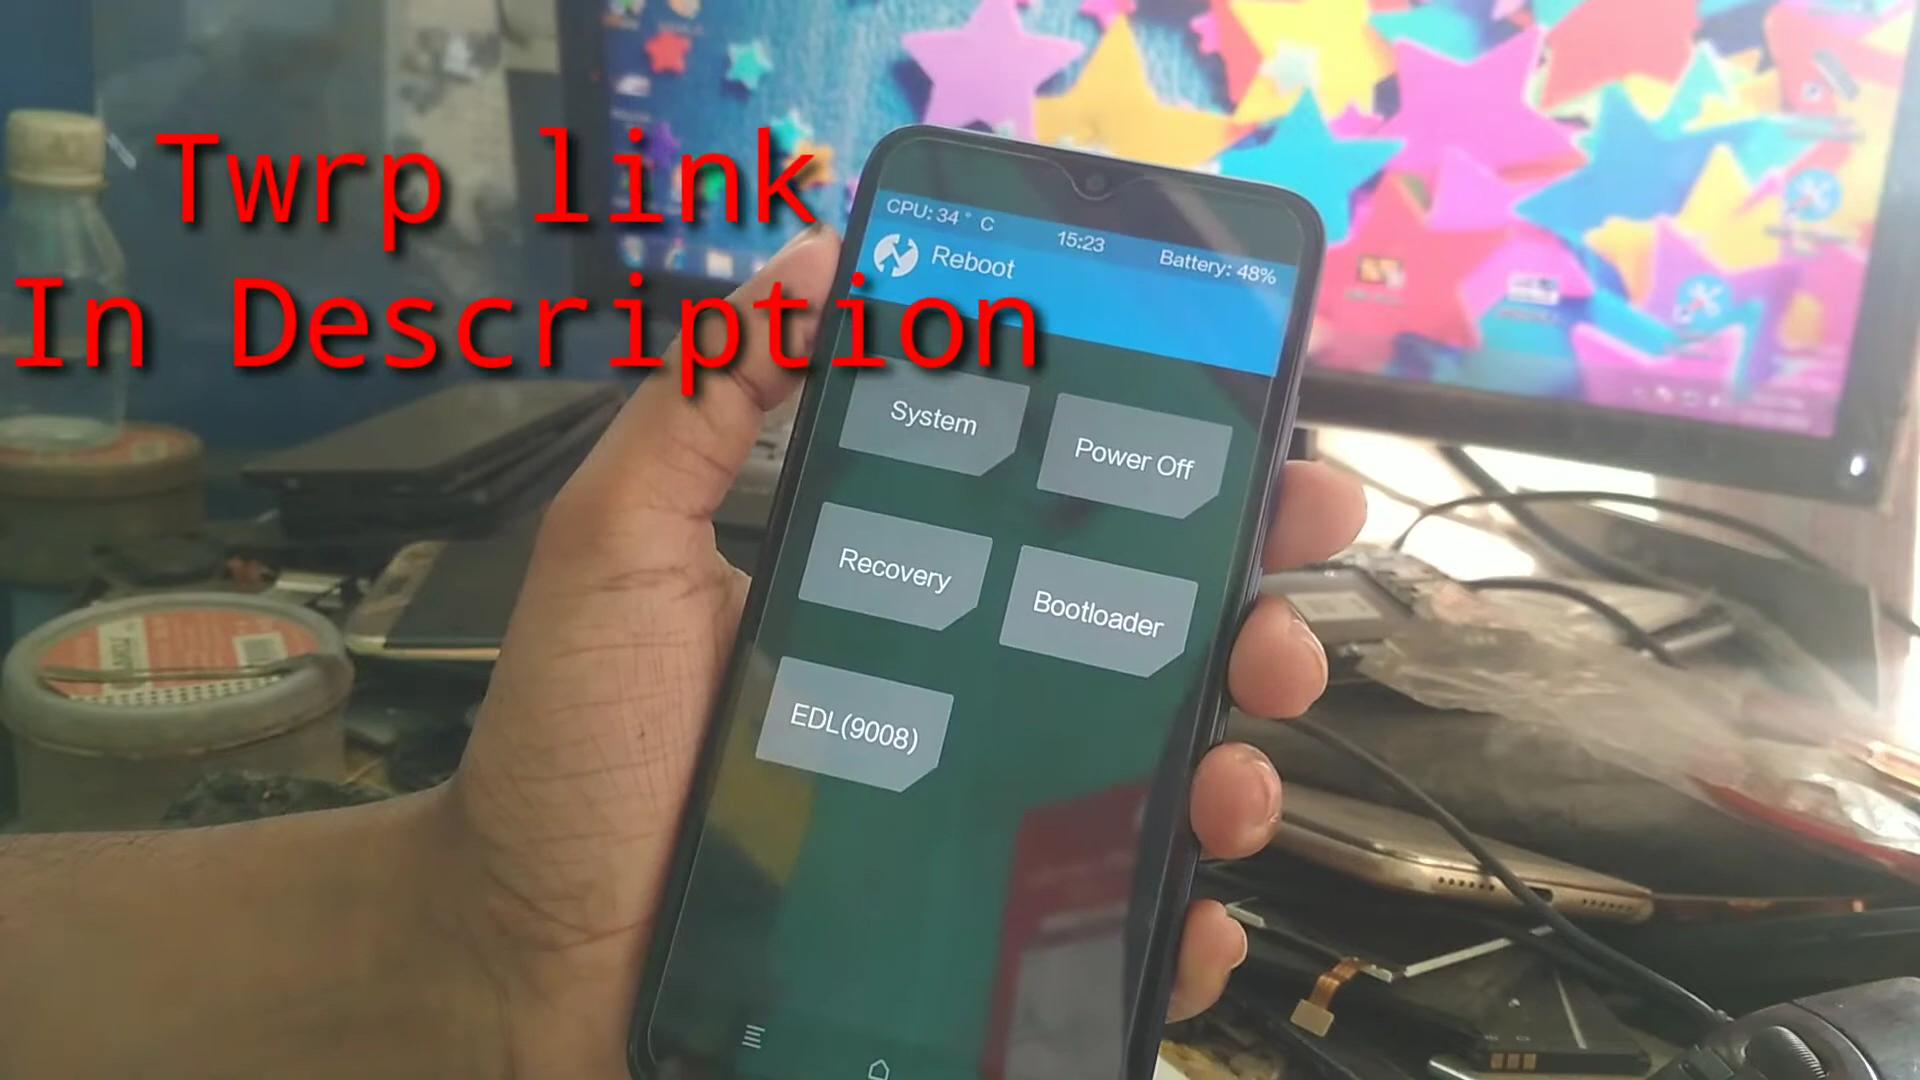 Twrp link
In Description
CPU: 34 ° C
15:23
Battery: 48%
Reboot
System
Power Off
Recovery
Bootloader
EDL(9008)